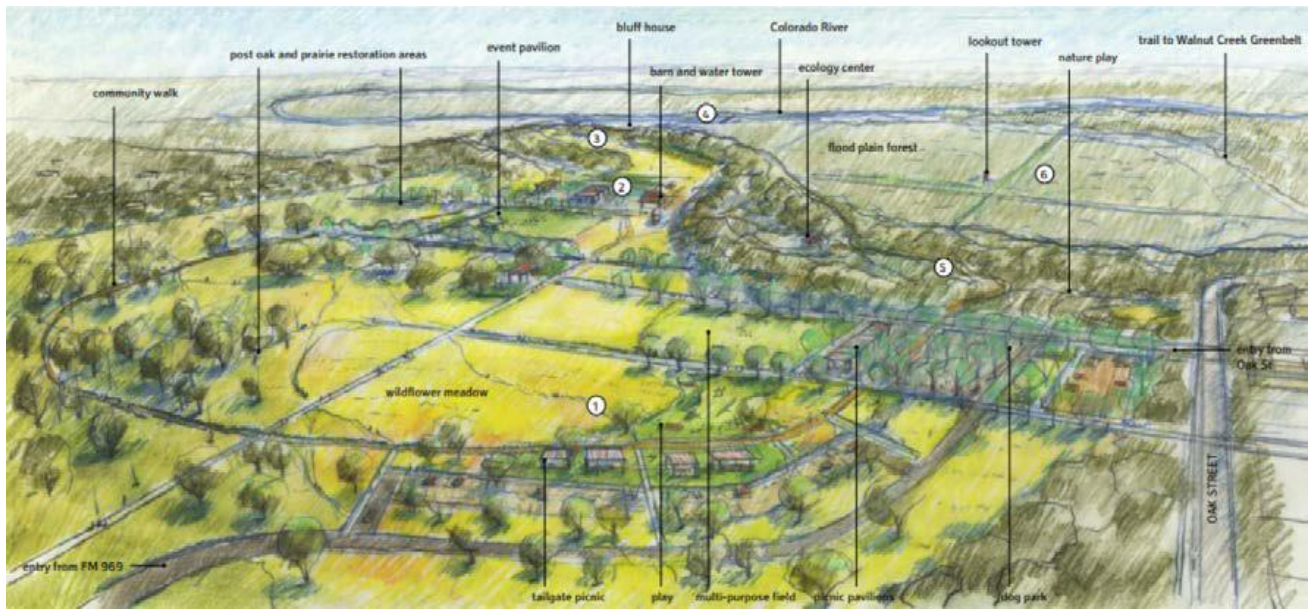 bluff house
Colorado River
lookout tower
trail to Walnut Creek Greenbelt
post oak and prairie restoration areas
event pavilion
barn and water tower
ecology center
nature play
community walk
4
3
flood plain forest
2
6
5
entry from
Oak St
wildflower meadow
1
OAK STREET
entry from FM 969
tailgate picnic
play
multi-purpose field
picnic pavilions
dog park